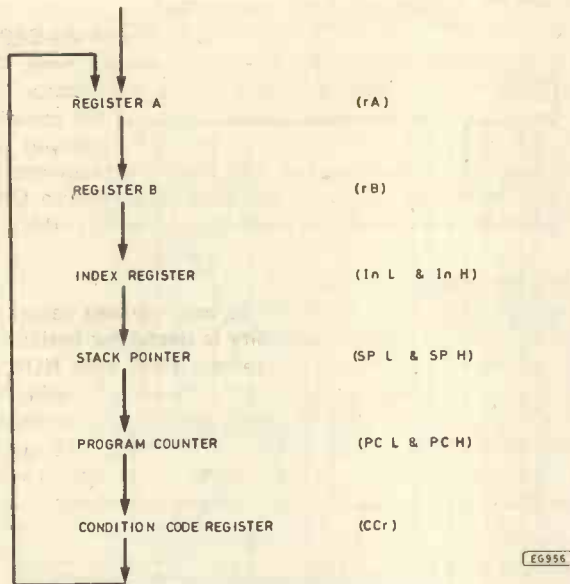 REGISTER A (rA)
REGISTER B (rB)
INDEX REGISTER (In L & In H)
STACK POINTER (SP L & SP H)
PROGRAM COUNTER (PC L & PC H)
CONDITION CODE REGISTER (CCr)
EG956